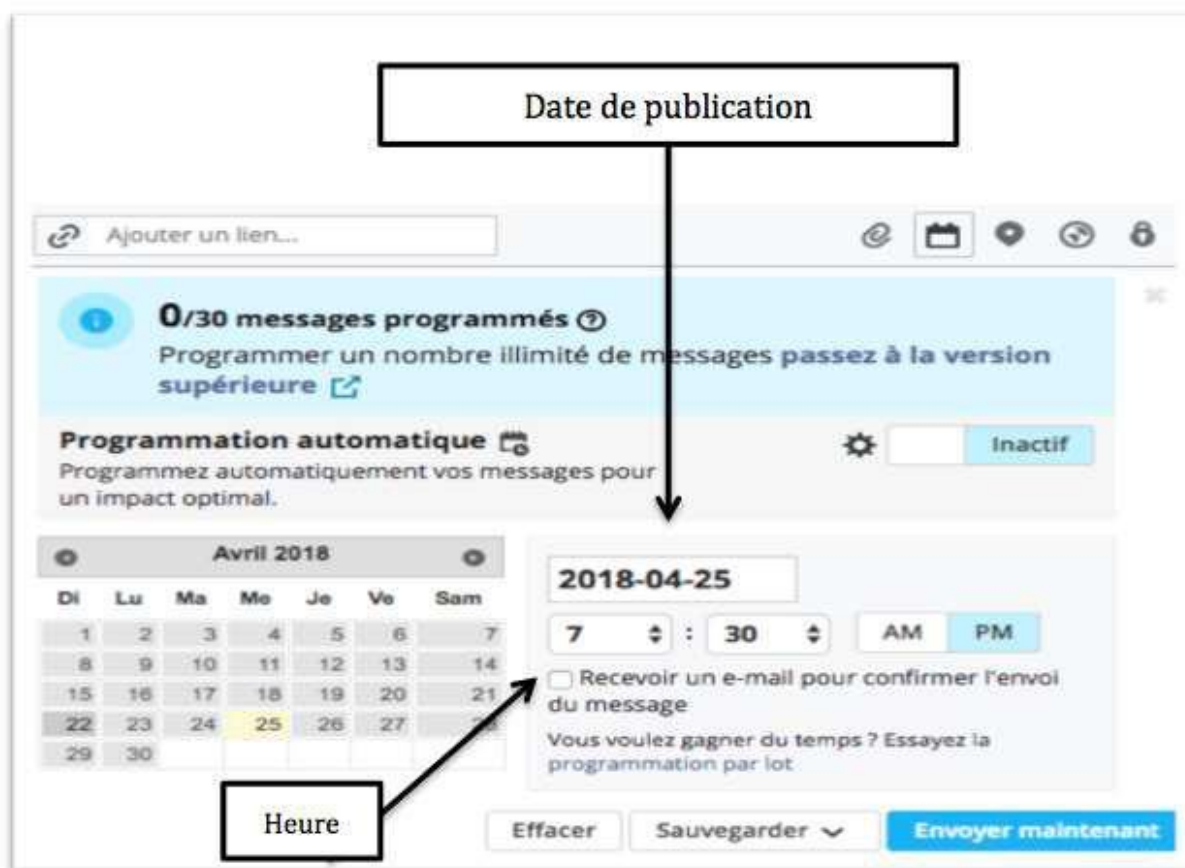 Date de publication
Ajouter un lien...
0/30 messages programmés
Programmer un nombre illimité de messages passez à la version
supérieure
Programmation automatique
Programmez automatiquement vos messages pour
un impact optimal.
Inactif
Avril 2018
Di Lu Ma Me Je Ve Sam
1 2 3 4 5 6 7
8 9 10 11 12 13 14
15 16 17 18 19 20 21
22 23 24 25 26 27 28
29 30
2018-04-25
7 : 30 AM PM
Recevoir un e-mail pour confirmer l'envoi
du message
Vous voulez gagner du temps ? Essayez la
programmation par lot
Heure
Effacer Sauvegarder Envoyer maintenant